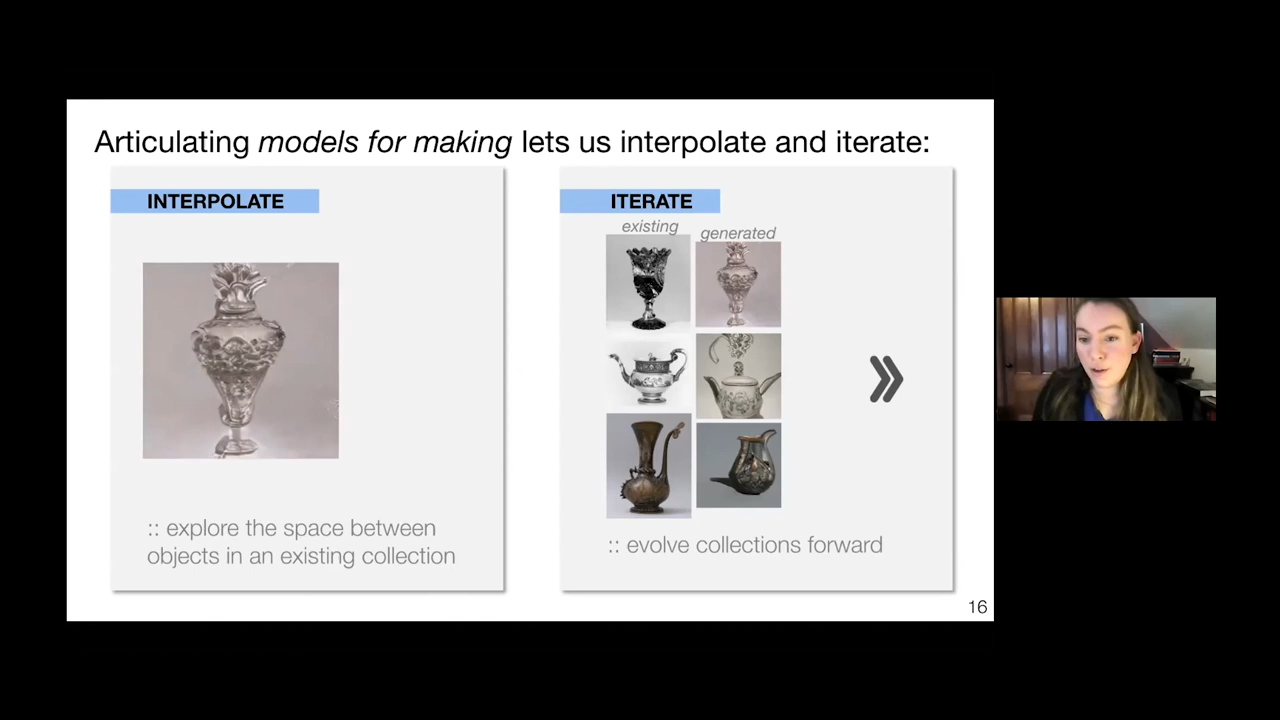 Articulating models for making lets us interpolate and iterate:
INTERPOLATE
:: explore the space between
objects in an existing collection
ITERATE
existing
generated
:: evolve collections forward
16